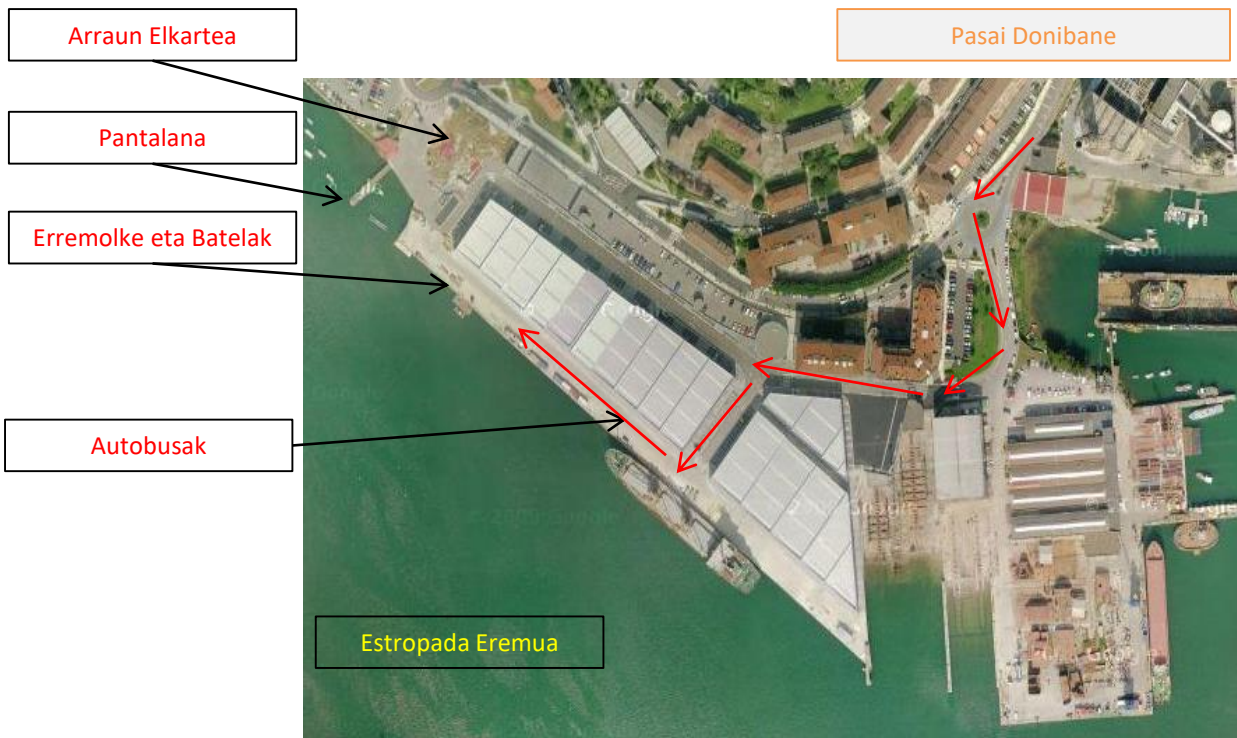 Arraun Elkartea
Pasai Donibane
Pantalana
Erremolke eta Batelak
Autobusak
Estropada Eremua